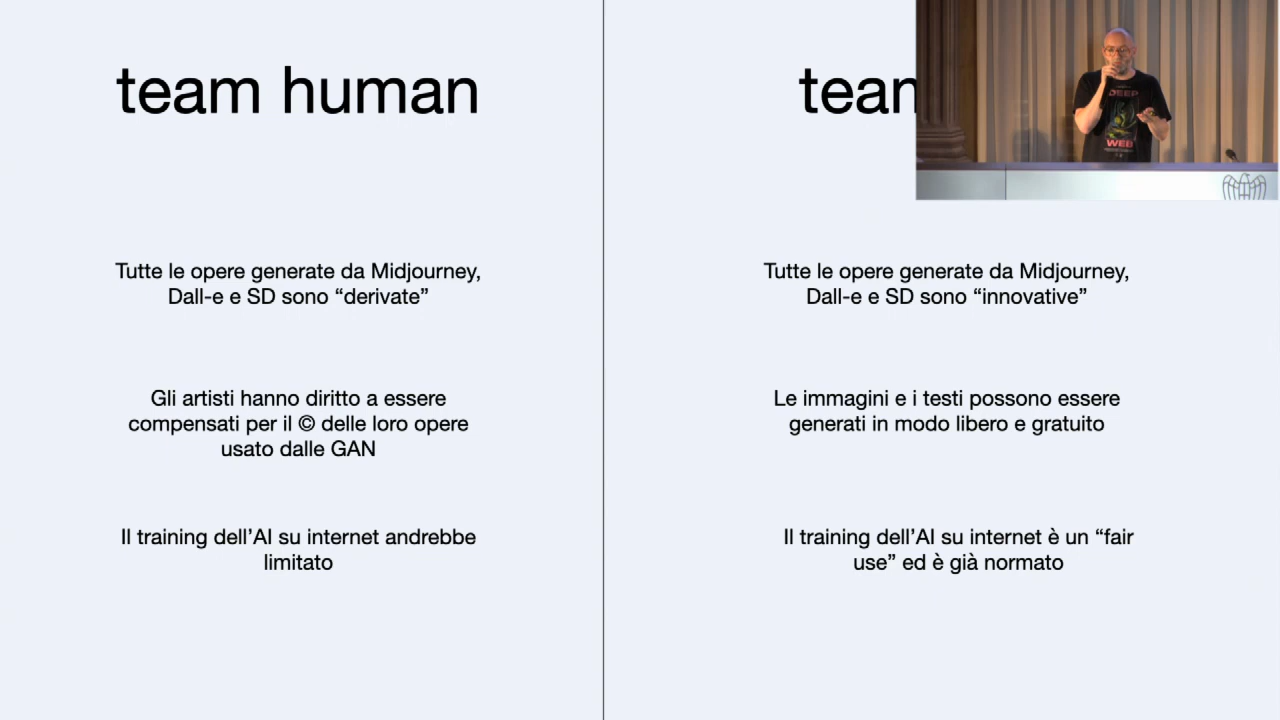 team human
Tutte le opere generate da Midjourney,
Dall-e e SD sono “derivate”
Gli artisti hanno diritto a essere
compensati per il © delle loro opere
usato dalle GAN
Il training dell’AI su internet andrebbe
limitato
Tutte le opere generate da Midjourney,
Dall-e e SD sono “innovative”
Le immagini e i testi possono essere
generati in modo libero e gratuito
Il training dell’AI su internet è un “fair
use” ed è già normato
DEEP
WEB